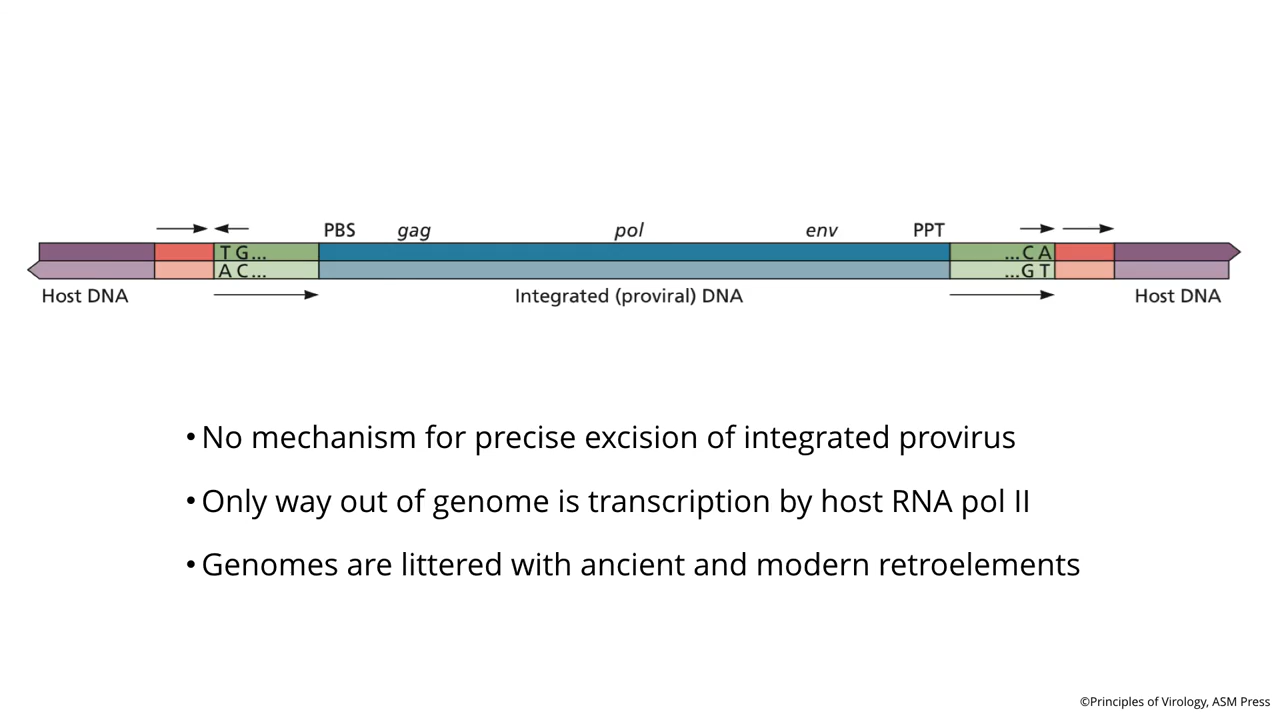 PBS gag pol env PPT
T G... ...C A
A C... ...G T
Host DNA Integrated (proviral) DNA Host DNA
• No mechanism for precise excision of integrated provirus
• Only way out of genome is transcription by host RNA pol II
• Genomes are littered with ancient and modern retroelements
©Principles of Virology, ASM Press